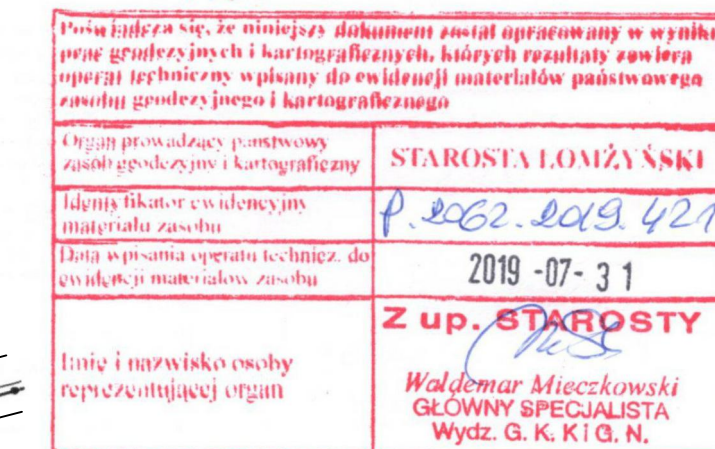 Poświadcza się, że niniejszy dokument został opracowany w wyniku
prac geodezyjnych i kartograficznych, których rezultaty zawiera
operat techniczny wpisany do ewidencji materiałów państwowego
zasobu geodezyjnego i kartograficznego
Organ prowadzący państwowy
zasób geodezyjny i kartograficzny
STAROSTA ŁOMŻYŃSKI
Identyfikator ewidencyjny
materiału zasobu
P.2062.2019.421
Data wpisania operatu technicz. do
ewidencji materiałów zasobu
2019 -07- 31
Imię i nazwisko osoby
reprezentującej organ
Z up. STAROSTY
Waldemar Mieczkowski
GŁÓWNY SPECJALISTA
Wydz. G. K. K i G. N.